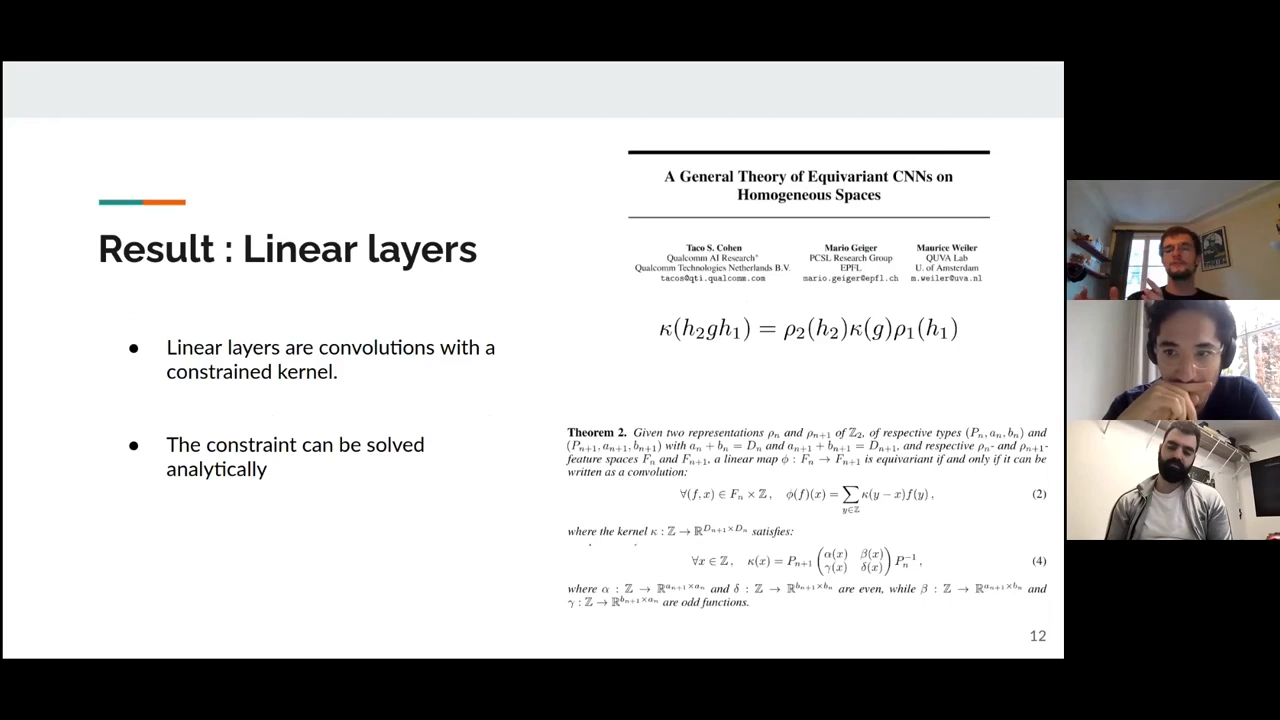 Result : Linear layers
● Linear layers are convolutions with a
constrained kernel.
● The constraint can be solved
analytically
A General Theory of Equivariant CNNs on
Homogeneous Spaces
Taco S. Cohen
Qualcomm AI Research*
Qualcomm Technologies Netherlands B.V.
tacos@qti.qualcomm.com
Mario Geiger
PCSL Research Group
EPFL
mario.geiger@epfl.ch
Maurice Weiler
QUVA Lab
U. of Amsterdam
m.weiler@uva.nl
κ(h₂gh₁) = ρ₂(h₂)κ(g)ρ₁(h₁)
Theorem 2. Given two representations ρₙ and ρₙ₊₁ of ℤ₂, of respective types (Pₙ, aₙ, bₙ) and
(Pₙ₊₁, aₙ₊₁, bₙ₊₁) with aₙ + bₙ = Dₙ and aₙ₊₁ + bₙ₊₁ = Dₙ₊₁, and respective ρₙ- and ρₙ₊₁-
feature spaces Fₙ and Fₙ₊₁, a linear map ϕ : Fₙ → Fₙ₊₁ is equivariant if and only if it can be
written as a convolution:
∀(f, x) ∈ Fₙ × ℤ, ϕ(f)(x) = ∑_{y∈ℤ} κ(y − x)f(y), (2)
where the kernel κ : ℤ → ℝ^{Dₙ₊₁×Dₙ} satisfies:
∀x ∈ ℤ, κ(x) = Pₙ₊₁ (α(x) β(x) γ(x) δ(x)) Pₙ⁻¹, (4)
where α : ℤ → ℝ^{aₙ₊₁×aₙ} and δ : ℤ → ℝ^{bₙ₊₁×bₙ} are even, while β : ℤ → ℝ^{aₙ₊₁×bₙ} and
γ : ℤ → ℝ^{bₙ₊₁×aₙ} are odd functions.
12